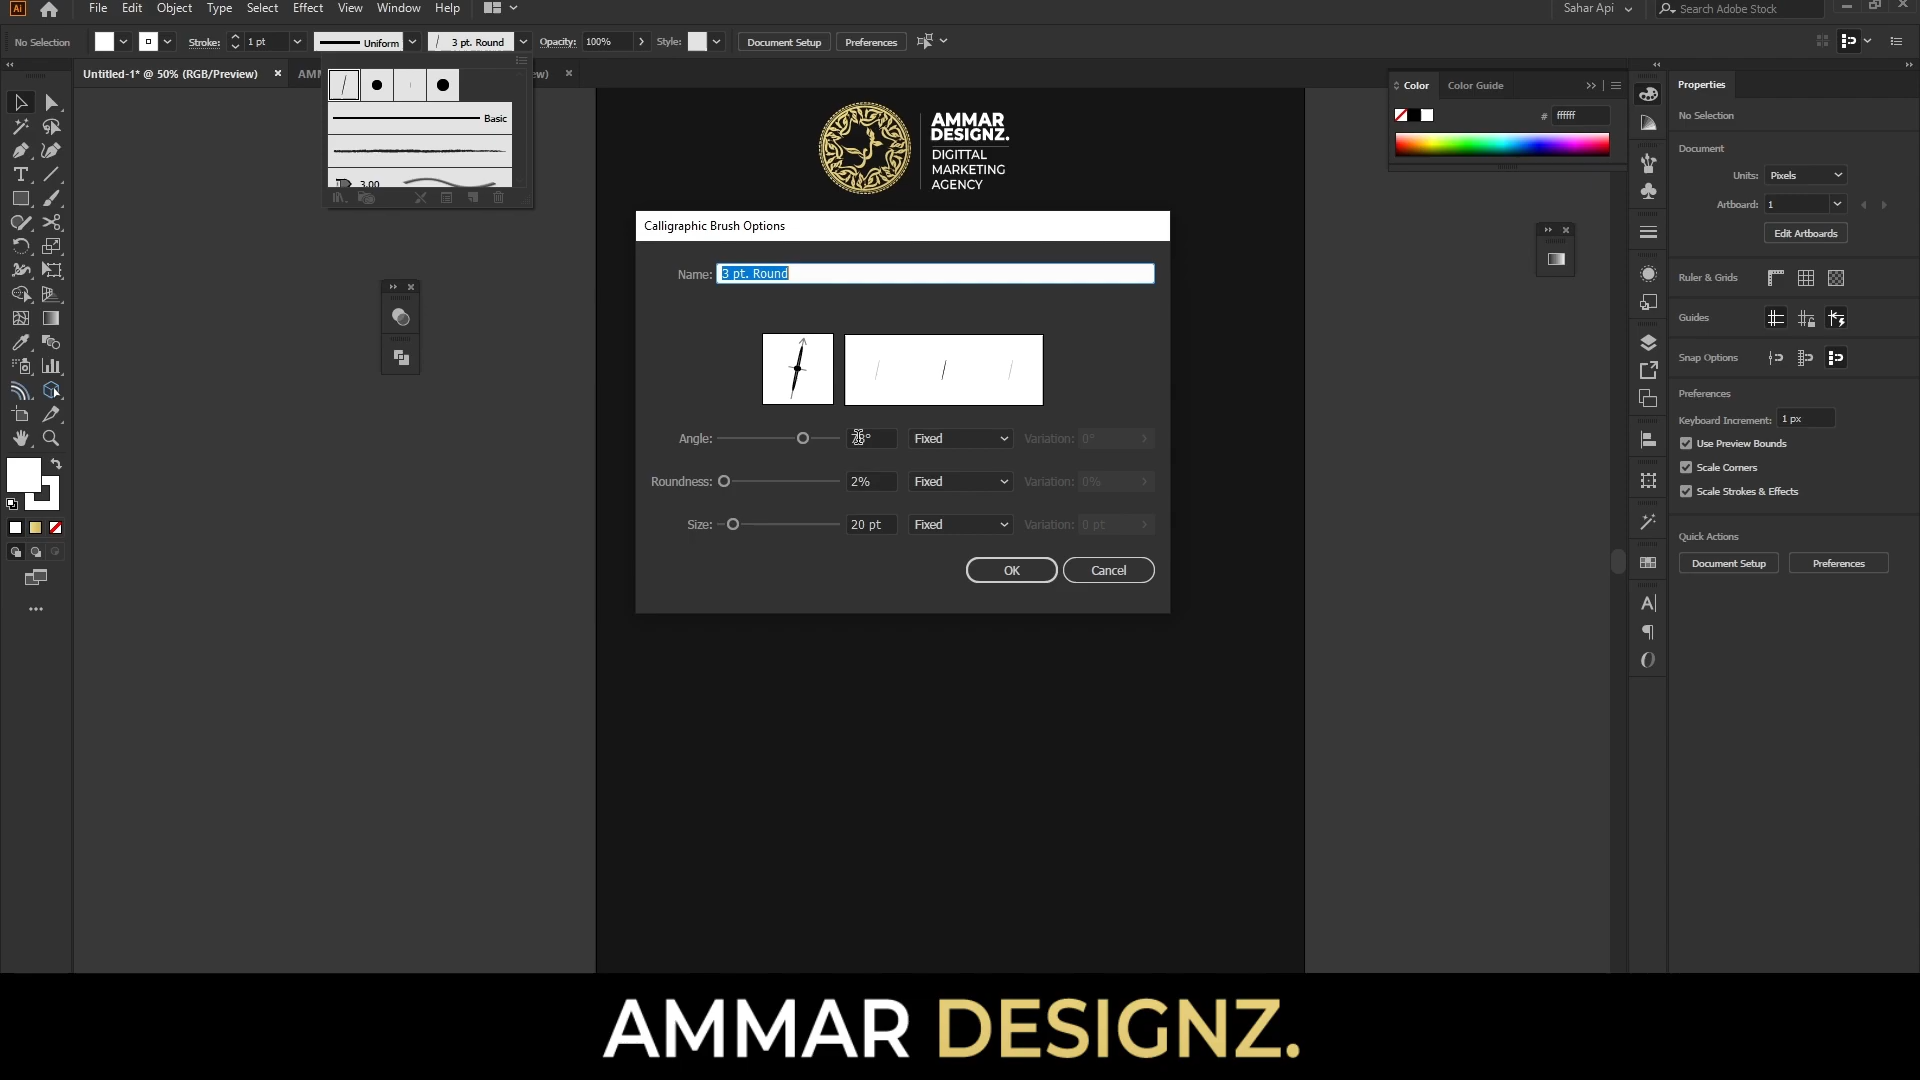 Ai File Edit Object Type Select Effect View Window Help Sahar Api Search Adobe Stock
No Selection Stroke: 1 pt Uniform 3 pt. Round Opacity: 100% Style: Document Setup Preferences
Untitled-1* @ 50% (RGB/Preview) × AMM w) ×
Basic
3.00
AMMAR
DESIGNZ.
DIGITTAL
MARKETING
AGENCY
Calligraphic Brush Options
Name: 3 pt. Round
Angle: Fixed Variation: 0°
Roundness: 2% Fixed Variation: 0%
Size: 20 pt Fixed Variation: 0 pt
OK Cancel
Color Color Guide
# ffffff
Properties
No Selection
Document
Units: Pixels
Artboard: 1
Edit Artboards
Ruler & Grids
Guides
Snap Options
Preferences
Keyboard Increment: 1 px
Use Preview Bounds
Scale Corners
Scale Strokes & Effects
Quick Actions
Document Setup Preferences
AMMAR DESIGNZ.